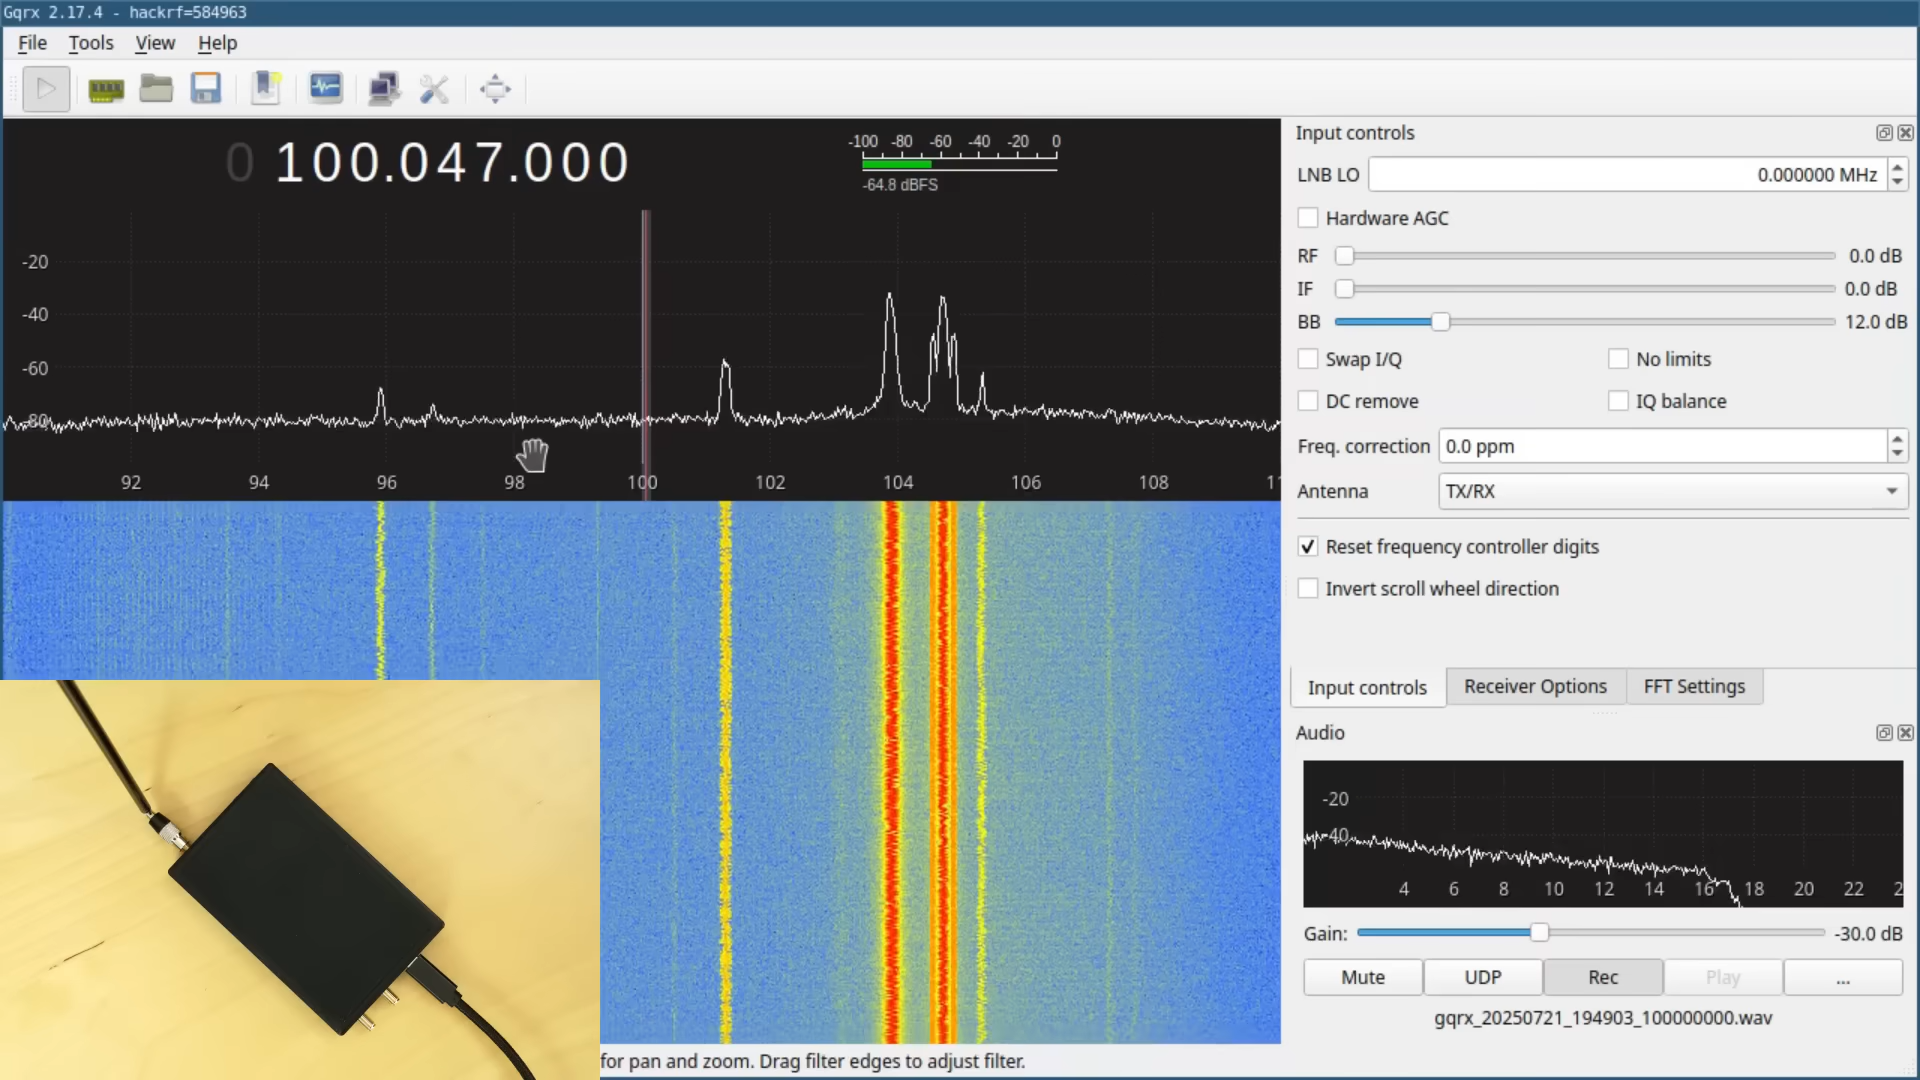 Gqrx 2.17.4 - hackrf=584963
File Tools View Help
0 100.047.000
-100 -80 -60 -40 -20 0
-64.8 dBFS
-20
-40
-60
-80
92 94 96 98 100 102 104 106 108
Input controls
LNB LO 0.000000 MHz
Hardware AGC
RF 0.0 dB
IF 0.0 dB
BB 12.0 dB
Swap I/Q No limits
DC remove IQ balance
Freq. correction 0.0 ppm
Antenna TX/RX
Reset frequency controller digits
Invert scroll wheel direction
Input controls Receiver Options FFT Settings
Audio
-20
-40
4 6 8 10 12 14 16 18 20 22 2
Gain: -30.0 dB
Mute UDP Rec Play ...
gqrx_20250721_194903_100000000.wav
for pan and zoom. Drag filter edges to adjust filter.